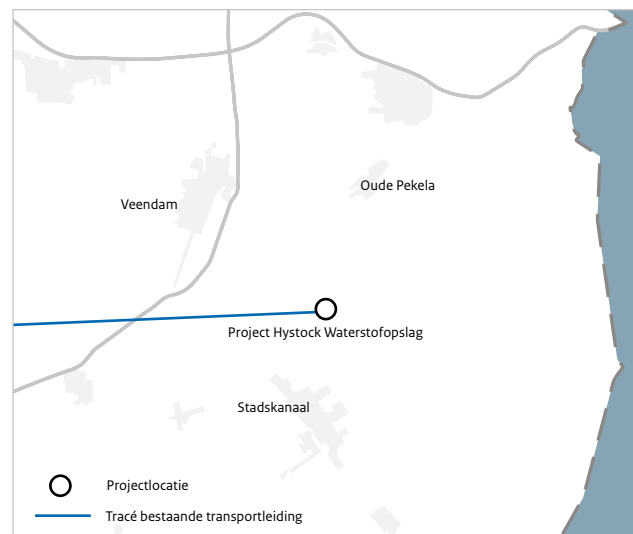 Oude Pekela
Veendam
Project Hystock Waterstofopslag
Stadskanaal
Projectlocatie
Tracé bestaande transportleiding